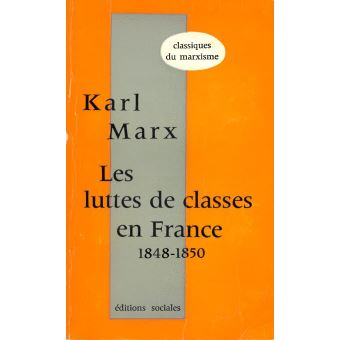 classiques
du marxisme
Karl
Marx
Les
luttes de classes
en France
1848-1850
éditions sociales